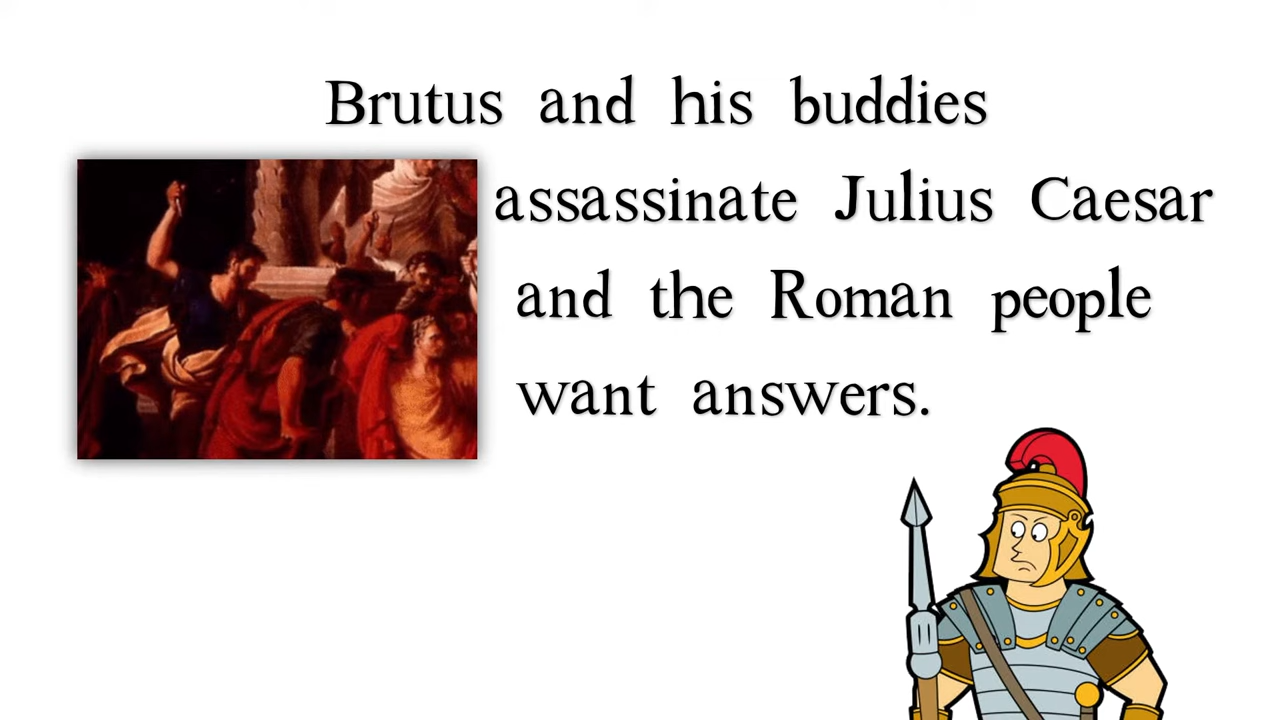 Brutus and his buddies
assassinate Julius Caesar
and the Roman people
want answers.